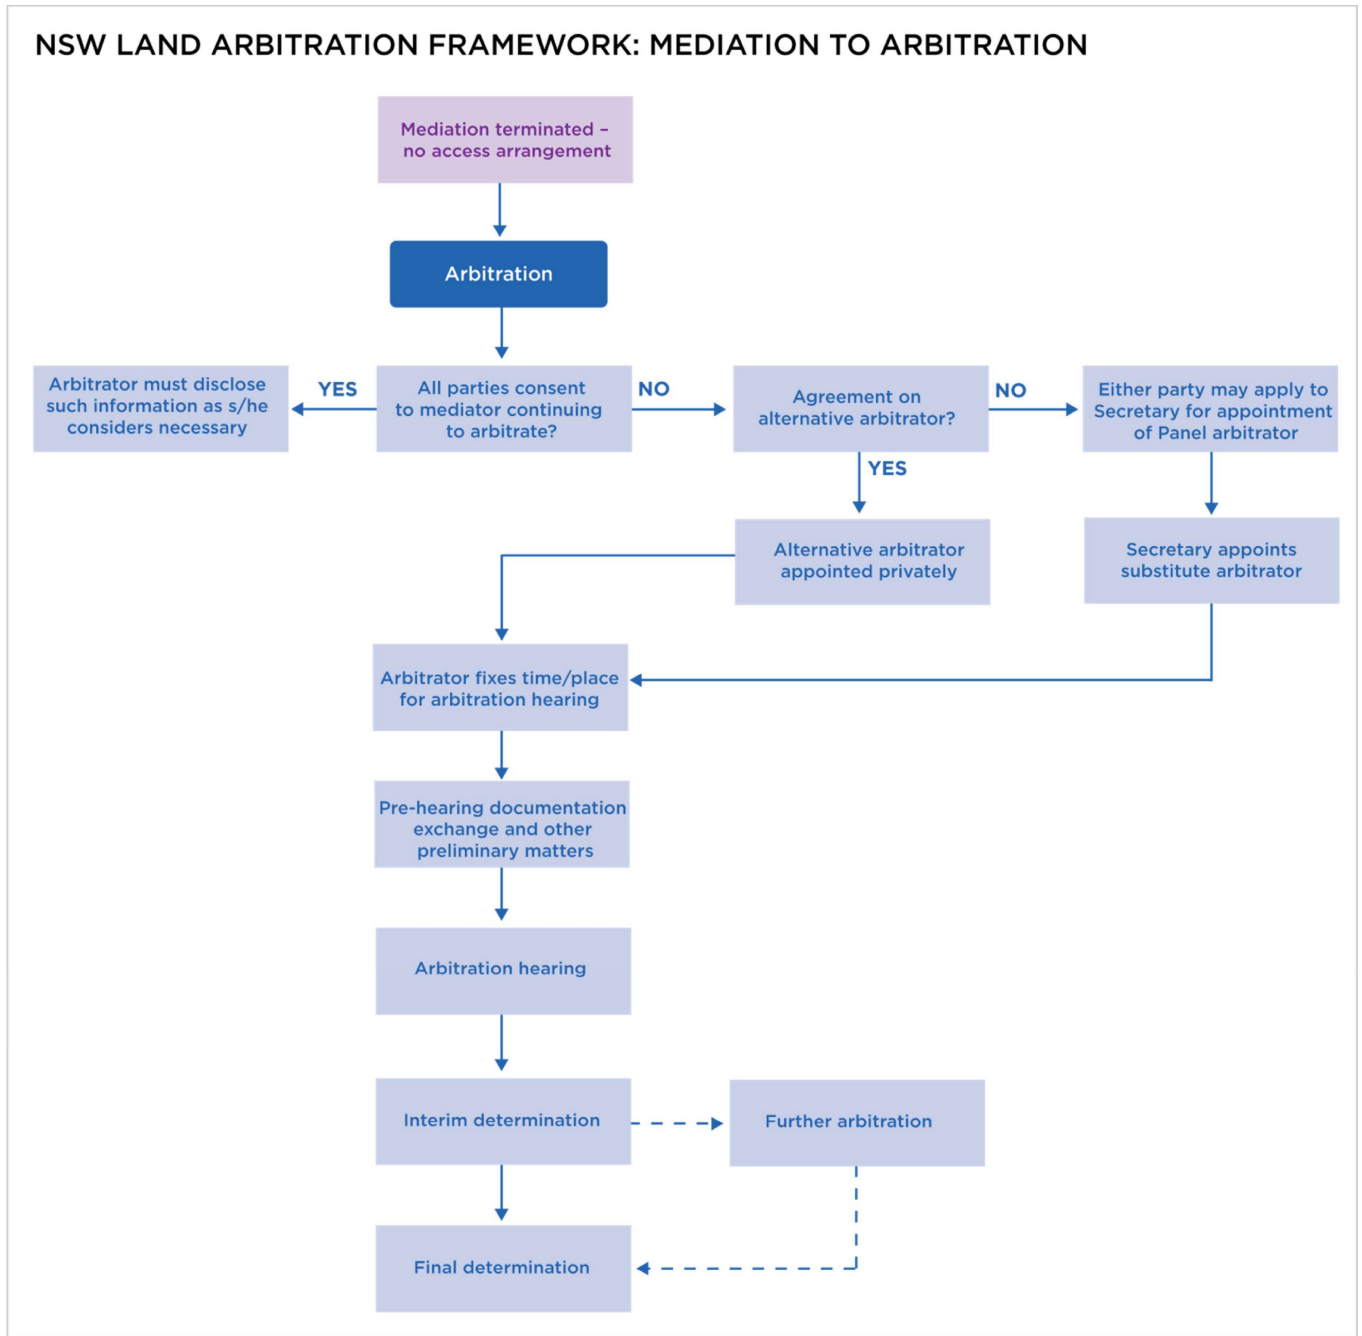 NSW LAND ARBITRATION FRAMEWORK: MEDIATION TO ARBITRATION
Mediation terminated –
no access arrangement
Arbitration
Arbitrator must disclose
such information as s/he
considers necessary
YES
All parties consent
to mediator continuing
to arbitrate?
NO
Agreement on
alternative arbitrator?
NO
Either party may apply to
Secretary for appointment
of Panel arbitrator
YES
Alternative arbitrator
appointed privately
Secretary appoints
substitute arbitrator
Arbitrator fixes time/place
for arbitration hearing
Pre-hearing documentation
exchange and other
preliminary matters
Arbitration hearing
Interim determination
Further arbitration
Final determination